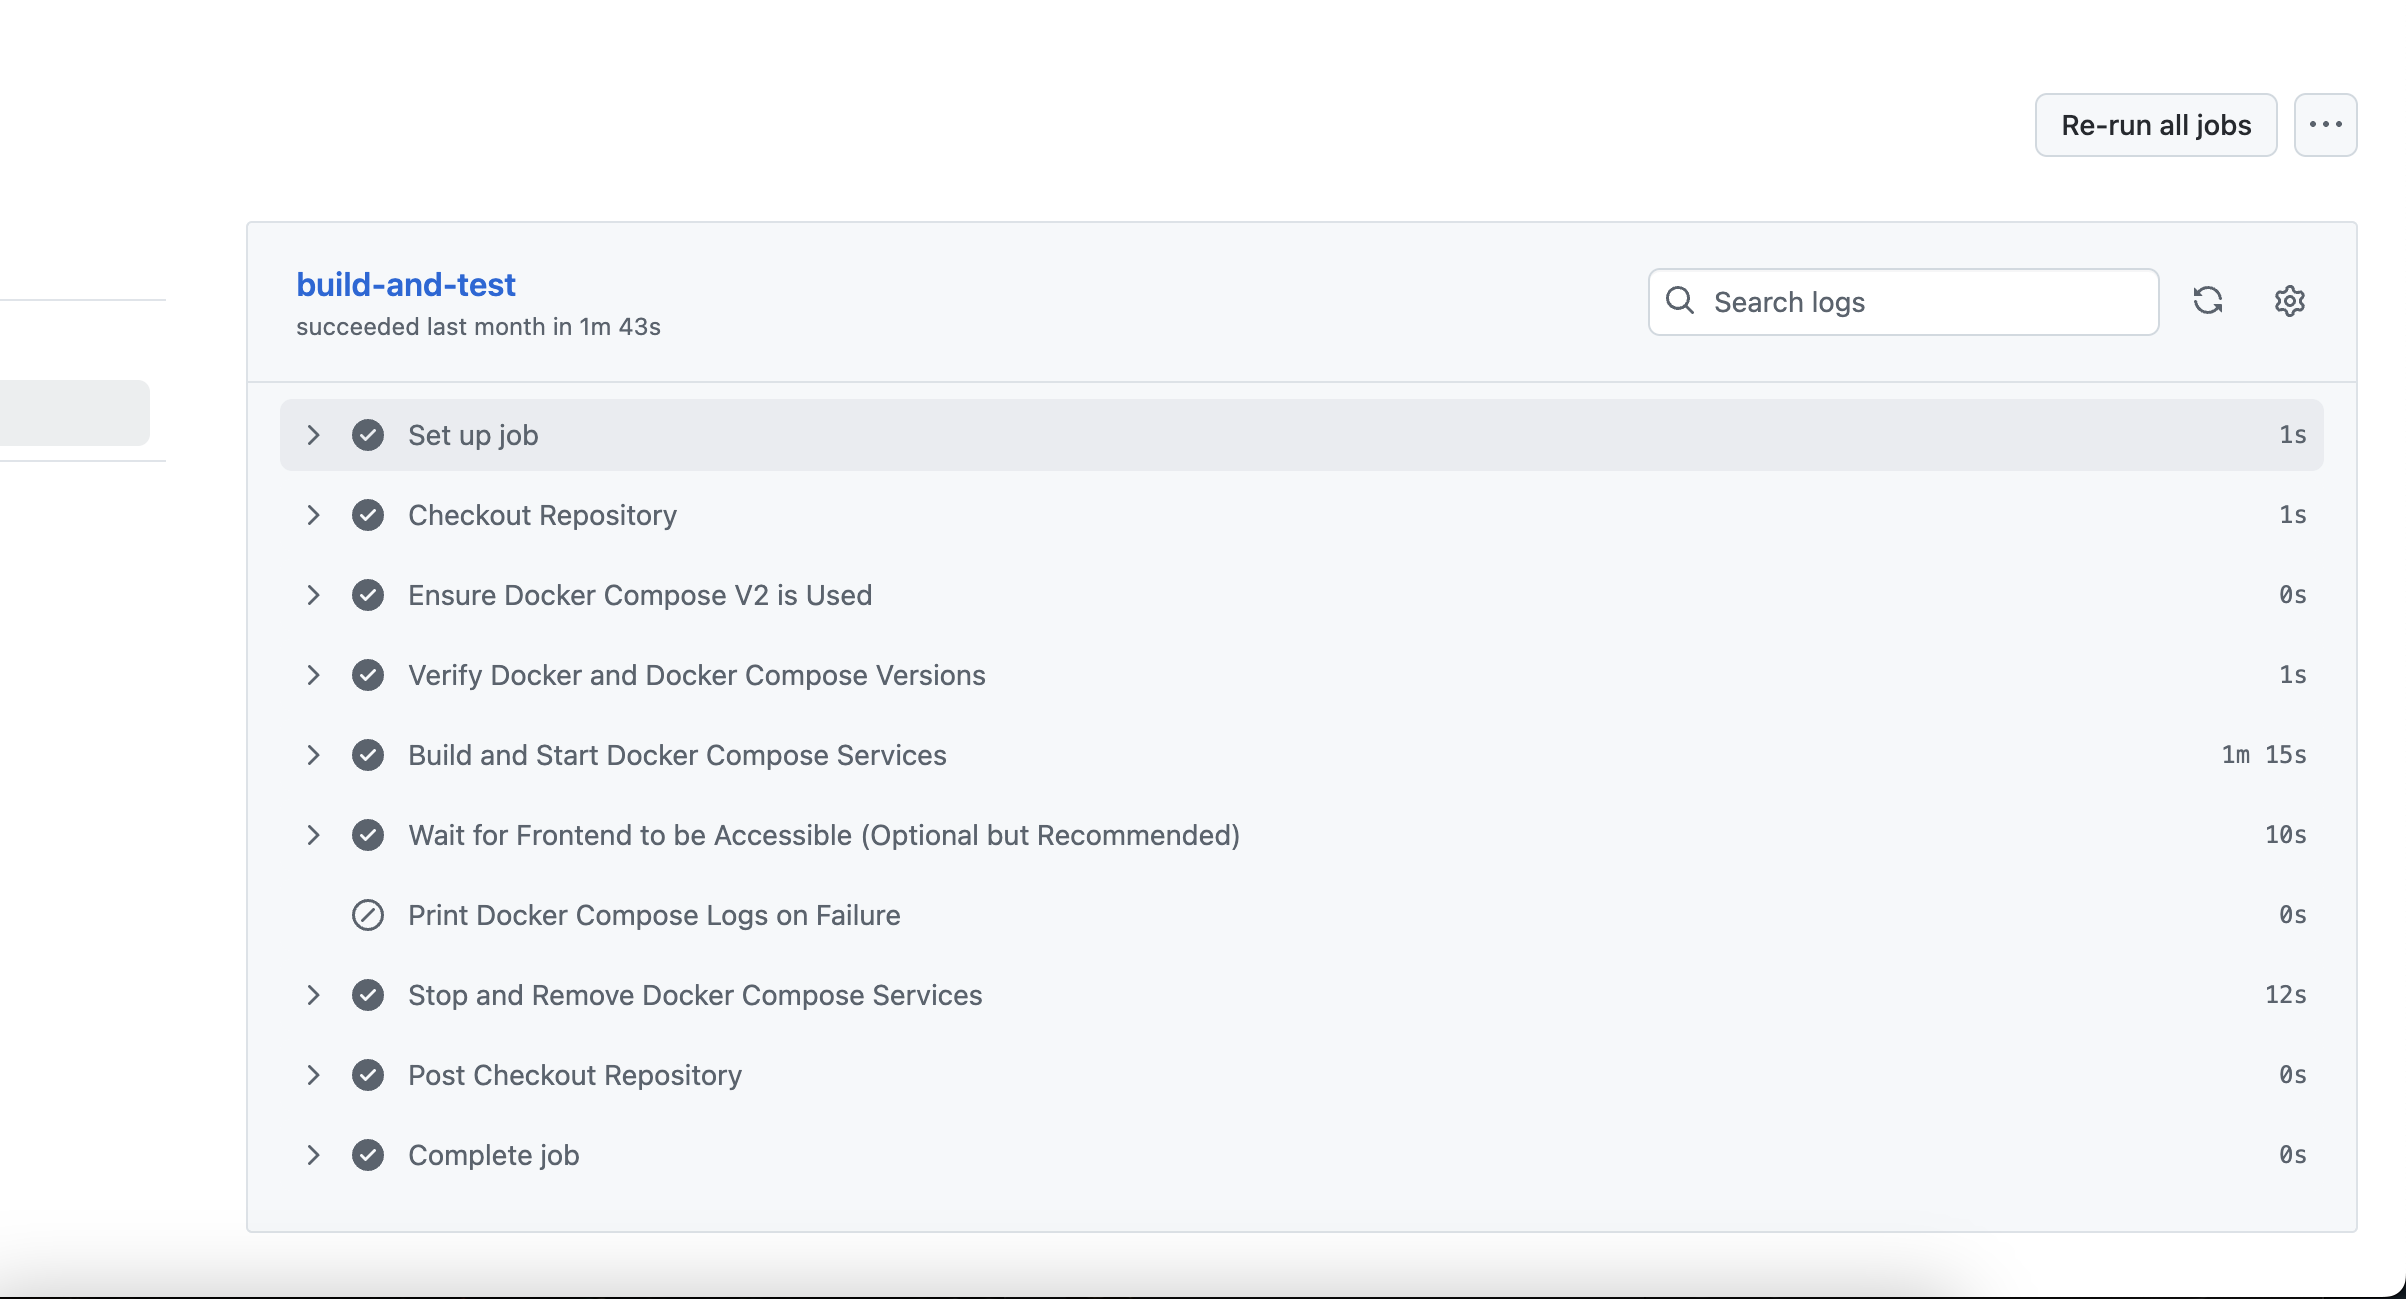 Re-run all jobs
build-and-test
succeeded last month in 1m 43s
Search logs
Set up job 1s
Checkout Repository 1s
Ensure Docker Compose V2 is Used 0s
Verify Docker and Docker Compose Versions 1s
Build and Start Docker Compose Services 1m 15s
Wait for Frontend to be Accessible (Optional but Recommended) 10s
Print Docker Compose Logs on Failure 0s
Stop and Remove Docker Compose Services 12s
Post Checkout Repository 0s
Complete job 0s